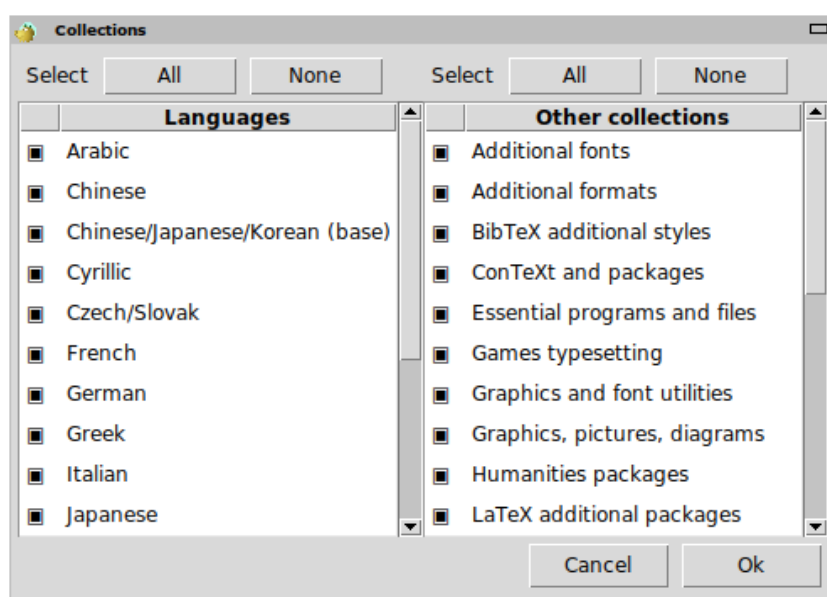 Collections
Select All None
Select All None
Languages
Arabic
Chinese
Chinese/Japanese/Korean (base)
Cyrillic
Czech/Slovak
French
German
Greek
Italian
Japanese
Other collections
Additional fonts
Additional formats
BibTeX additional styles
ConTeXt and packages
Essential programs and files
Games typesetting
Graphics and font utilities
Graphics, pictures, diagrams
Humanities packages
LaTeX additional packages
Cancel Ok